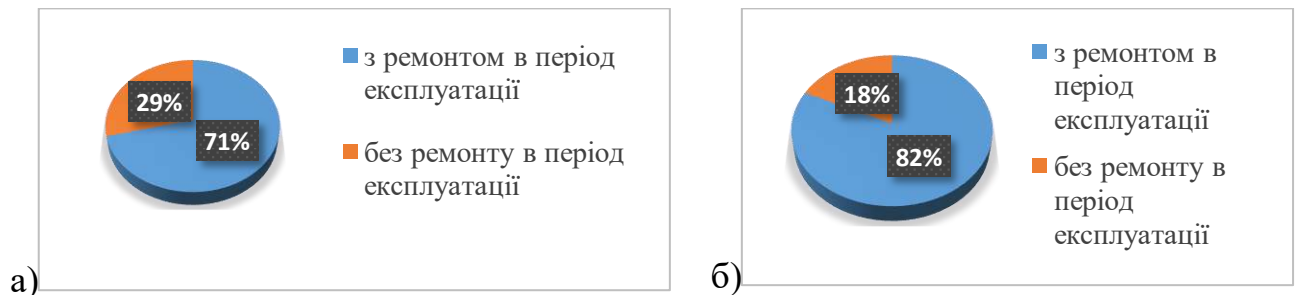 29%
71%
з ремонтом в період
експлуатації
без ремонту в період
експлуатації
а)
18%
82%
з ремонтом в
період
експлуатації
без ремонту в
період
експлуатації
б)